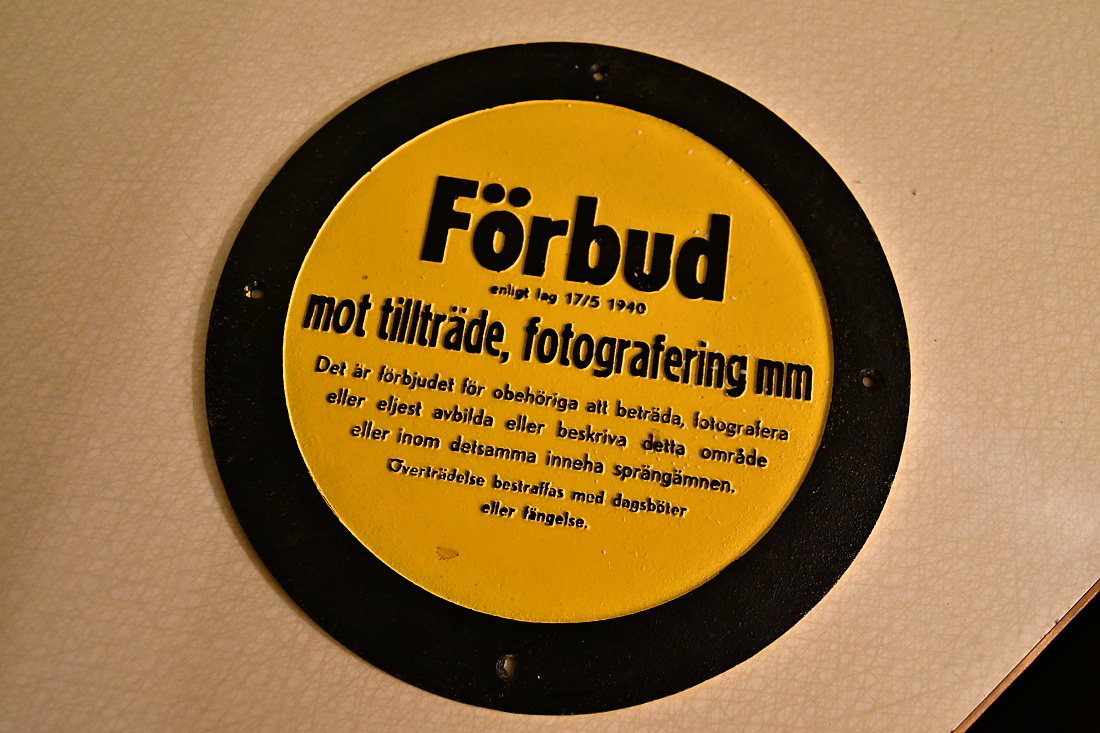 Förbud
enligt lag 17/5 1940
mot tillträde, fotografering mm
Det är förbjudet för obehöriga att beträda, fotografera
eller eljest avbilda eller beskriva detta område
eller inom detsamma inneha sprängämnen.
Överträdelse bestraffas med dagsböter
eller fängelse.